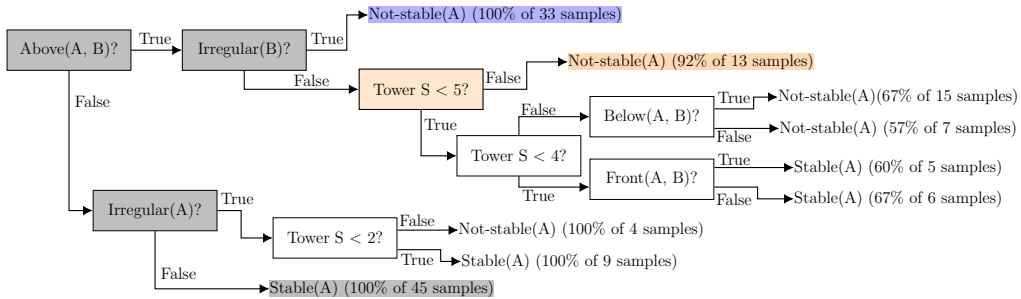 Not-stable(A) (100% of 33 samples)
Above(A, B)?
True
Irregular(B)?
True
False
Not-stable(A) (92% of 13 samples)
False
Tower S < 5?
False
True
Not-stable(A)(67% of 15 samples)
True
Below(A, B)?
False
False
Not-stable(A) (57% of 7 samples)
Tower S < 4?
True
True
Stable(A) (60% of 5 samples)
Front(A, B)?
False
Stable(A) (67% of 6 samples)
Irregular(A)?
True
False
Not-stable(A) (100% of 4 samples)
Tower S < 2?
True
Stable(A) (100% of 9 samples)
False
Stable(A) (100% of 45 samples)